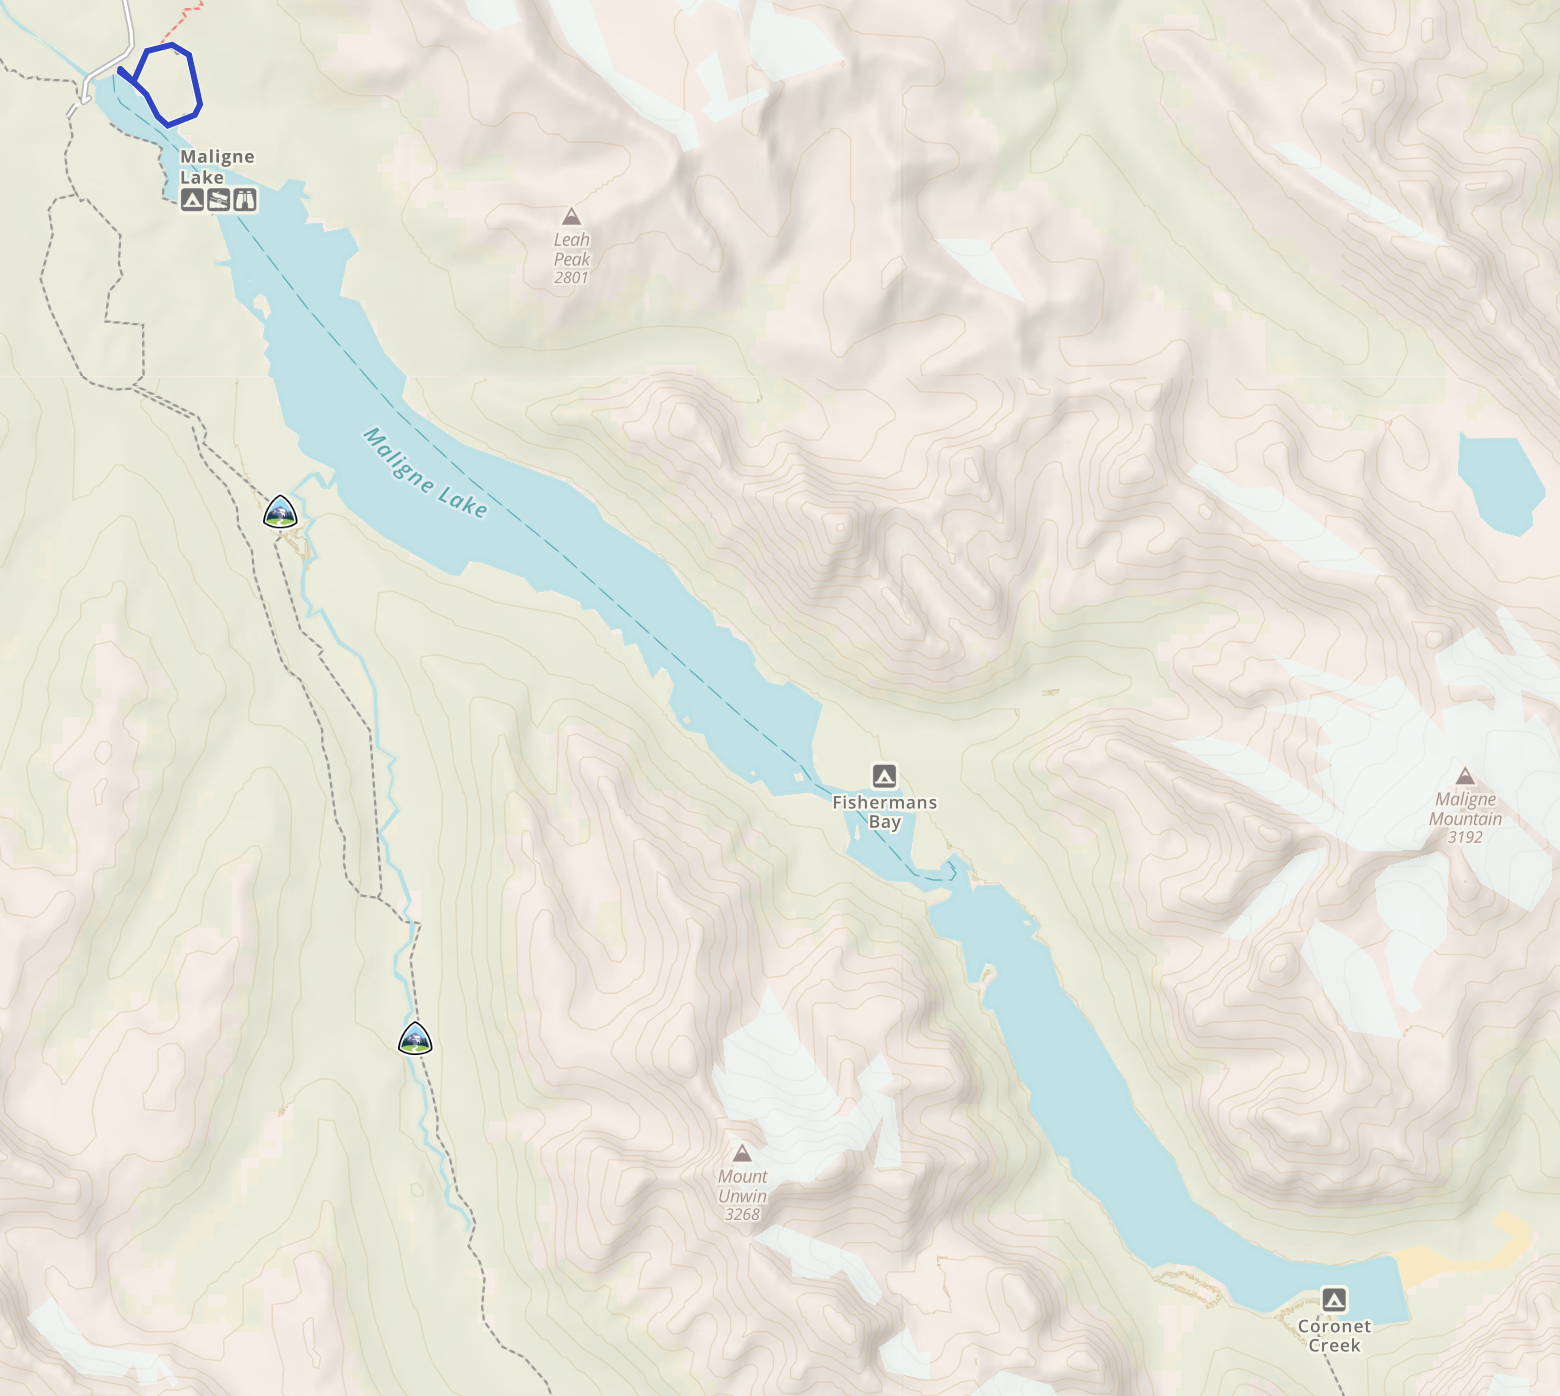 Maligne
Lake
Leah
Peak
2801
Maligne Lake
Fishermans
Bay
Maligne
Mountain
3192
Mount
Unwin
3268
Coronet
Creek